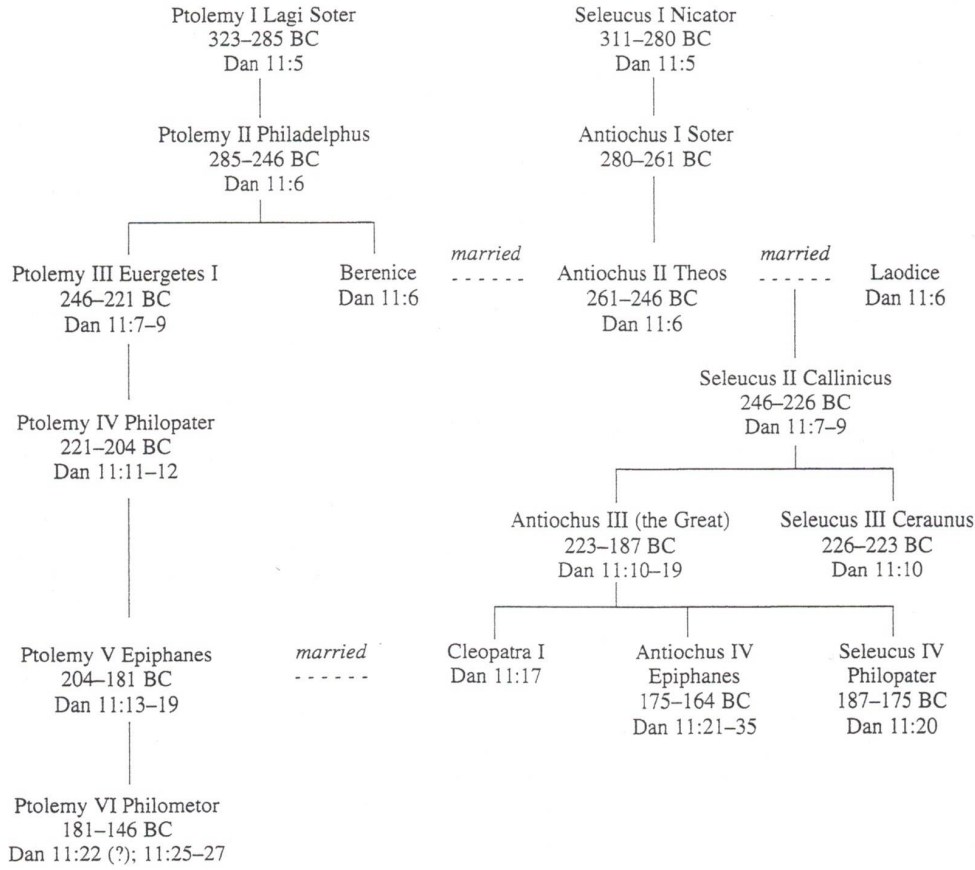 Ptolemy I Lagi Soter
323–285 BC
Dan 11:5
Seleucus I Nicator
311–280 BC
Dan 11:5
Ptolemy II Philadelphus
285–246 BC
Dan 11:6
Antiochus I Soter
280–261 BC
Ptolemy III Euergetes I
246–221 BC
Dan 11:7–9
Berenice
Dan 11:6
married
Antiochus II Theos
261–246 BC
Dan 11:6
married
Laodice
Dan 11:6
Seleucus II Callinicus
246–226 BC
Dan 11:7–9
Ptolemy IV Philopater
221–204 BC
Dan 11:11–12
Antiochus III (the Great)
223–187 BC
Dan 11:10–19
Seleucus III Ceraunus
226–223 BC
Dan 11:10
Ptolemy V Epiphanes
204–181 BC
Dan 11:13–19
married
Cleopatra I
Dan 11:17
Antiochus IV
Epiphanes
175–164 BC
Dan 11:21–35
Seleucus IV
Philopater
187–175 BC
Dan 11:20
Ptolemy VI Philometor
181–146 BC
Dan 11:22 (?); 11:25–27